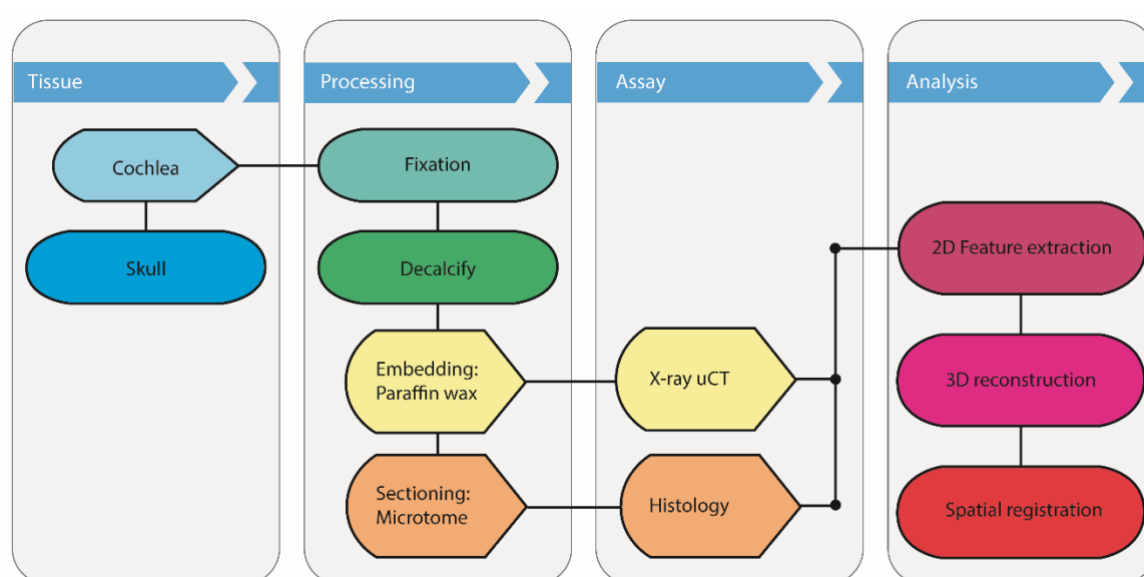 Tissue
Processing
Assay
Analysis
Cochlea
Skull
Fixation
Decalcify
Embedding:
Paraffin wax
Sectioning:
Microtome
X-ray uCT
Histology
2D Feature extraction
3D reconstruction
Spatial registration